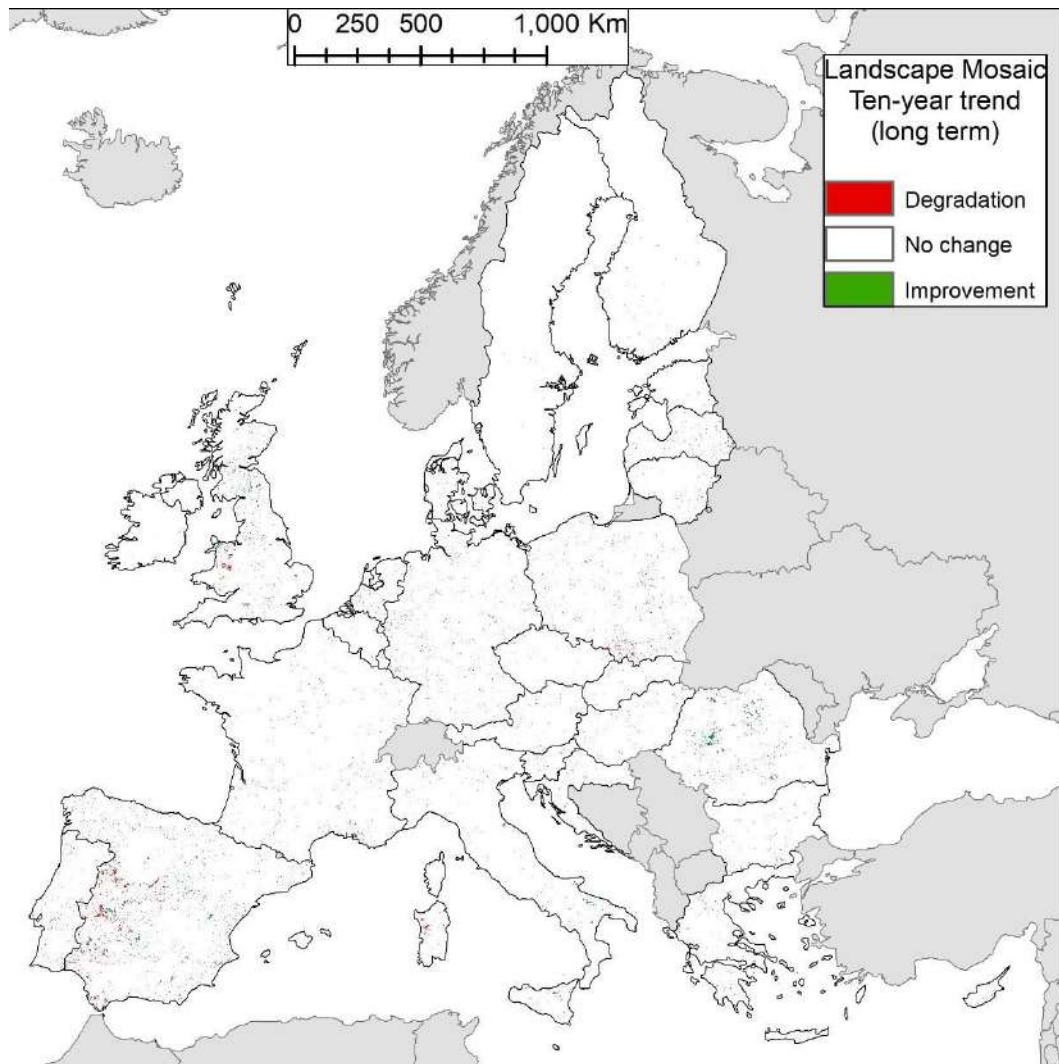 0 250 500 1,000 Km
Landscape Mosaic
Ten-year trend
(long term)
Degradation
No change
Improvement